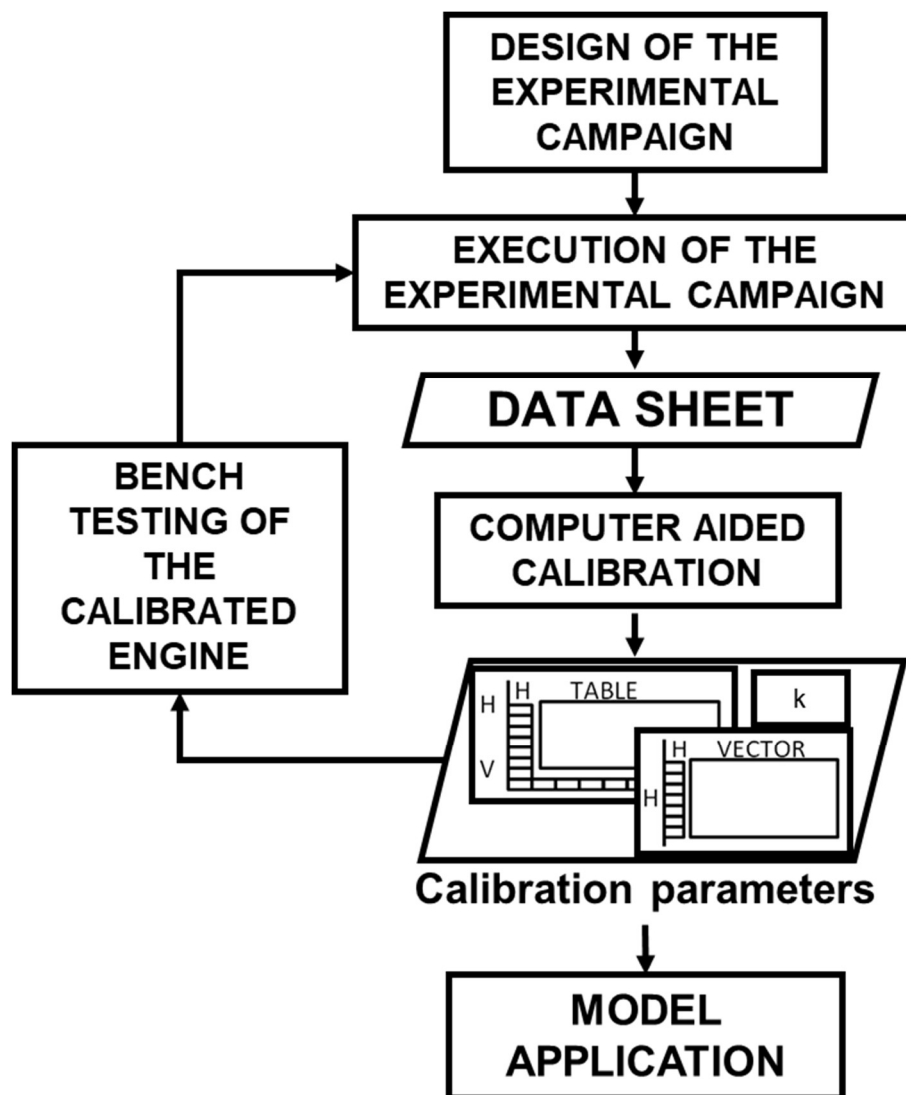 DESIGN OF THE
EXPERIMENTAL
CAMPAIGN
EXECUTION OF THE
EXPERIMENTAL CAMPAIGN
DATA SHEET
BENCH
TESTING OF
THE
CALIBRATED
ENGINE
COMPUTER AIDED
CALIBRATION
H
H
TABLE
V
k
H
VECTOR
H
Calibration parameters
MODEL
APPLICATION